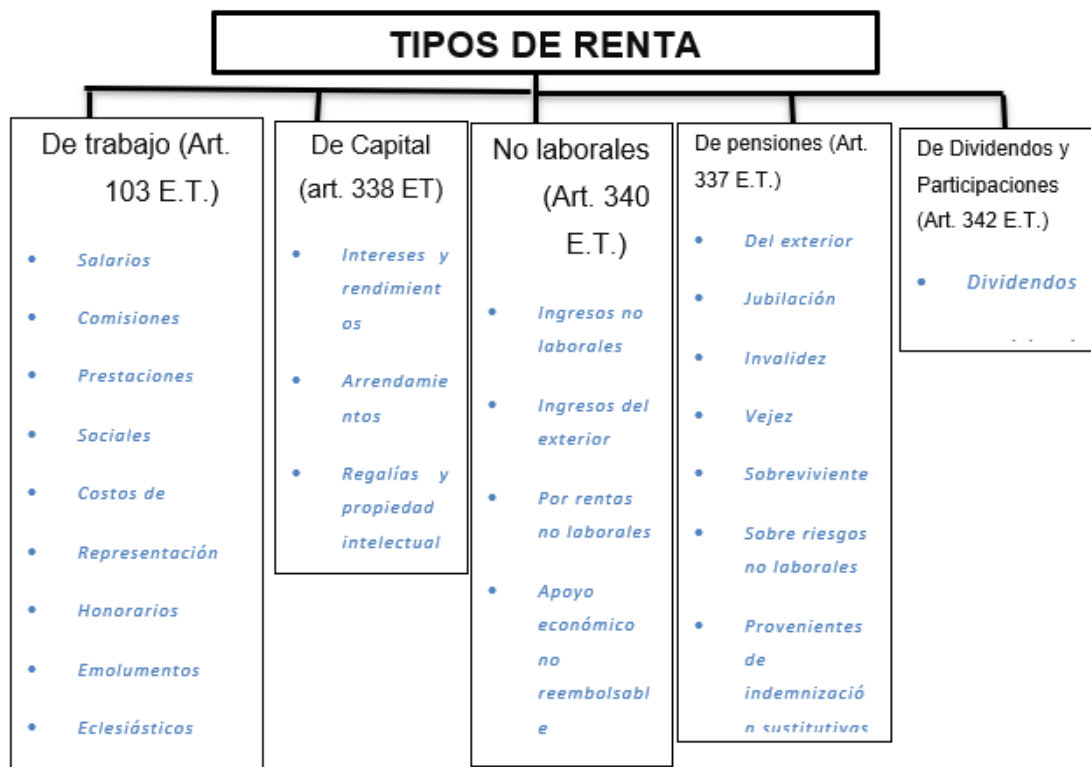 TIPOS DE RENTA
De trabajo (Art.
103 E.T.)
• Salarios
• Comisiones
• Prestaciones
• Sociales
• Costos de
• Representación
• Honorarios
• Emolumentos
• Eclesiásticos
De Capital
(art. 338 ET)
• Intereses y
rendimient
os
• Arrendamie
ntos
• Regalías y
propiedad
intelectual
No laborales
(Art. 340
E.T.)
• Ingresos no
laborales
• Ingresos del
exterior
• Por rentas
no laborales
• Apoyo
económico
no
reembolsabl
e
De pensiones (Art.
337 E.T.)
• Del exterior
• Jubilación
• Invalidez
• Vejez
• Sobreviviente
• Sobre riesgos
no laborales
• Provenientes
de
indemnizació
n sustitutivas
De Dividendos y
Participaciones
(Art. 342 E.T.)
• Dividendos